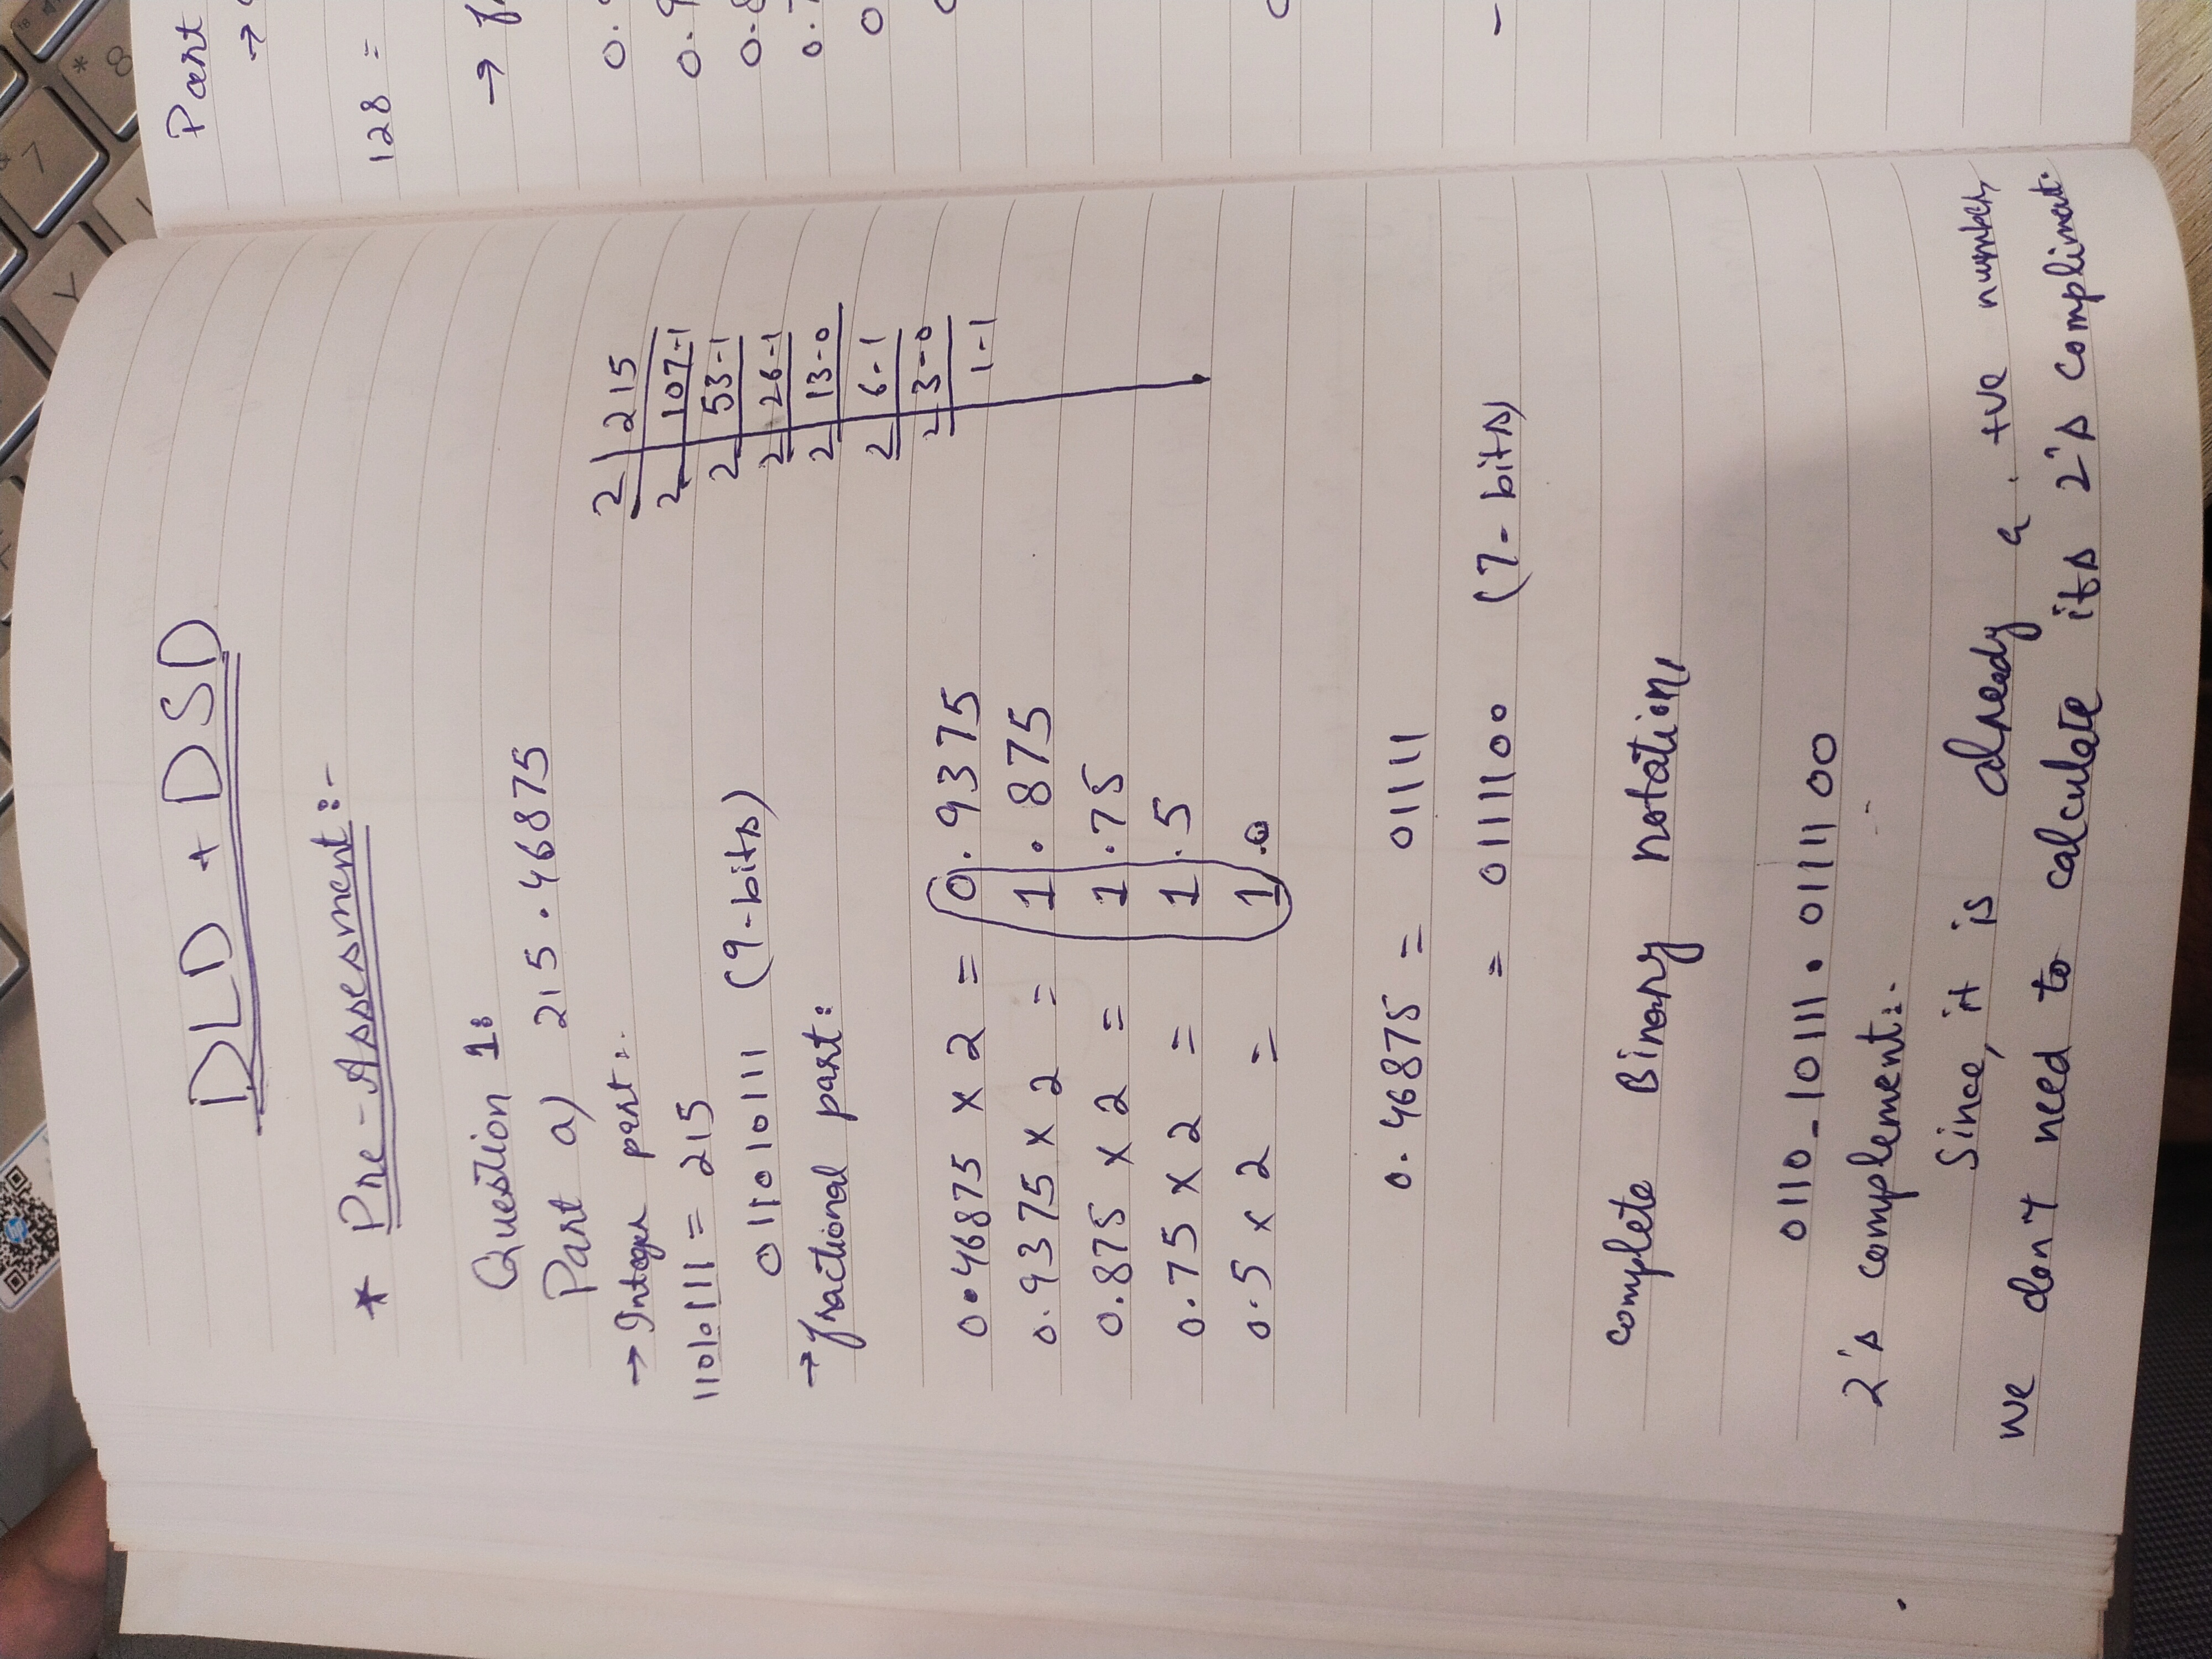 DLD + DSD
* Pre-Assesment:-
Question 1:
Part a) 215.46875
→ Integer part:.
11010111 = 215
011010111 (9-bits)
→ fractional part:
2 | 215
2 | 107-1
2 | 53-1
2 | 26-1
2 | 13-0
2 | 6-1
2 | 3-0
1-1
0.46875 x 2 = 0.9375
0.9375 x 2 = 1.875
0.875 x 2 = 1.75
0.75 x 2 = 1.5
0.5 x 2 = 1.0
0.46875 = 01111
= 0111100 (7-bits)
complete Binary notation,
0110_10111.0111100
2's complement:.
Since, it is already a +ve number,
we don't need to calculate its 2's compliment.
Part
→
128 =
→
0.
0.9
0.8
0.7
0
Y
7
*
8